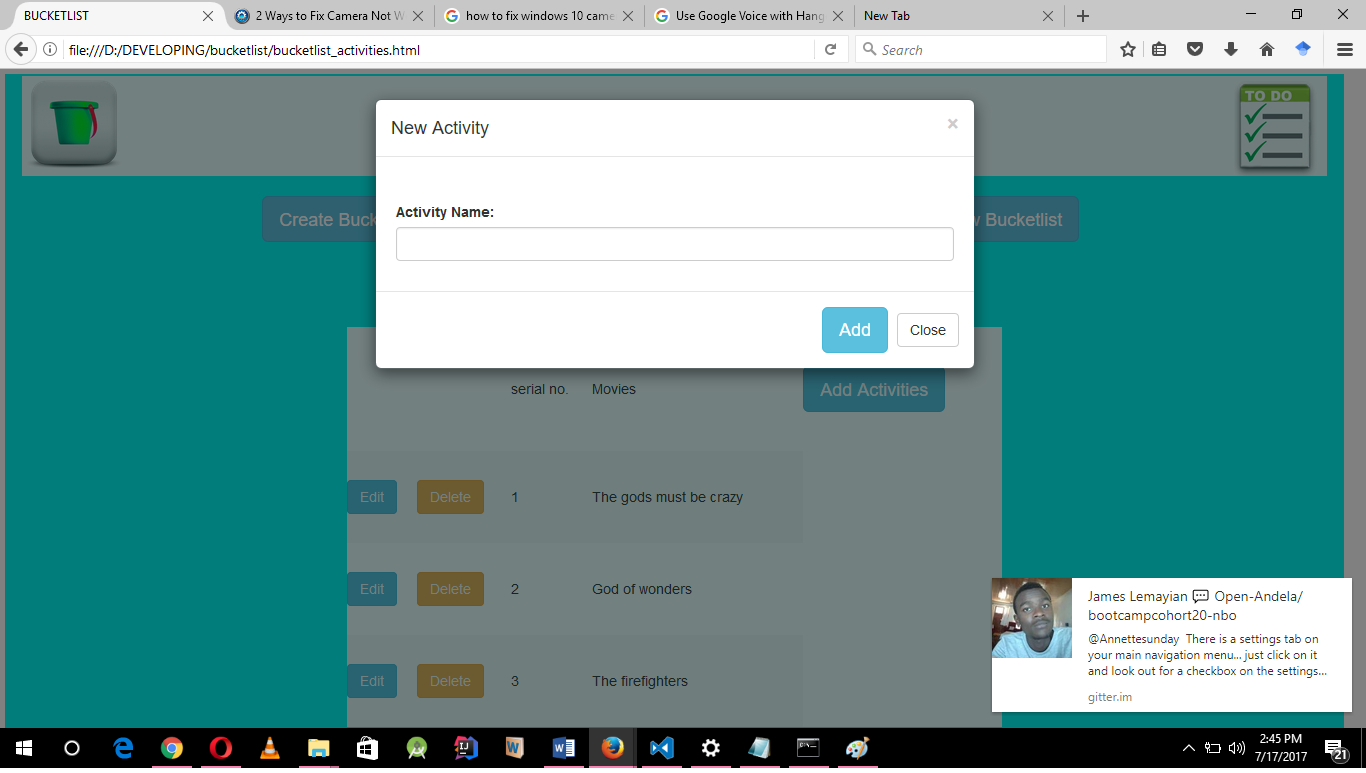 BUCKETLIST
2 Ways to Fix Camera Not W
how to fix windows 10 came
Use Google Voice with Hang
New Tab
file:///D:/DEVELOPING/bucketlist/bucketlist_activities.html
Search
TO DO
New Activity
×
Create Buck
w Bucketlist
Activity Name:
Add
Close
serial no.
Movies
Add Activities
Edit
Delete
1
The gods must be crazy
Edit
Delete
2
God of wonders
Edit
Delete
3
The firefighters
James Lemayian 💬 Open-Andela/
bootcampcohort20-nbo
@Annettesunday There is a settings tab on
your main navigation menu... just click on it
and look out for a checkbox on the settings...
gitter.im
2:45 PM
7/17/2017
21